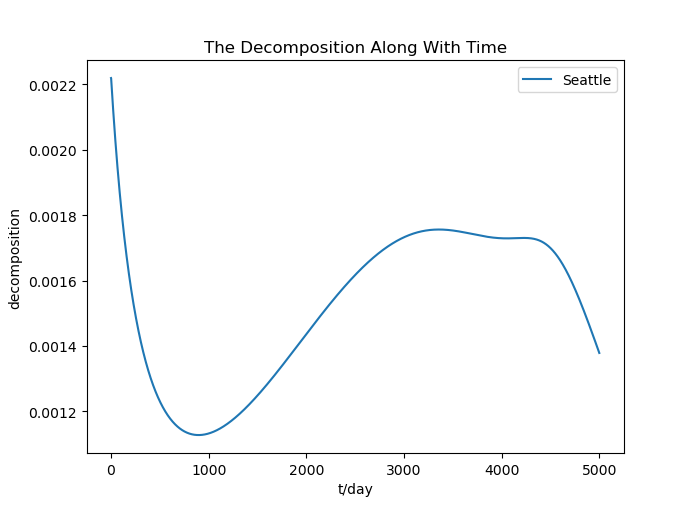 The Decomposition Along With Time
Seattle
decomposition
0.0022
0.0020
0.0018
0.0016
0.0014
0.0012
0 1000 2000 3000 4000 5000
t/day